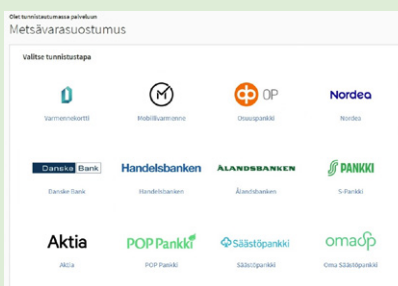 Olet tunnistautumassa palveluun
Metsävarasuostumus
Valitse tunnistustapa
OP
Nordea
Varmennekortti
Mobiilivarmenne
Osuuspankki
Nordea
Danske Bank
Handelsbanken
ÅLANDSBANKEN
S PANKKI
Danske Bank
Handelsbanken
Ålandsbanken
S-Pankki
Aktia
POP Pankki
Säästöpankki
omasp
Aktia
POP Pankki
Säästöpankki
Oma Säästöpankki